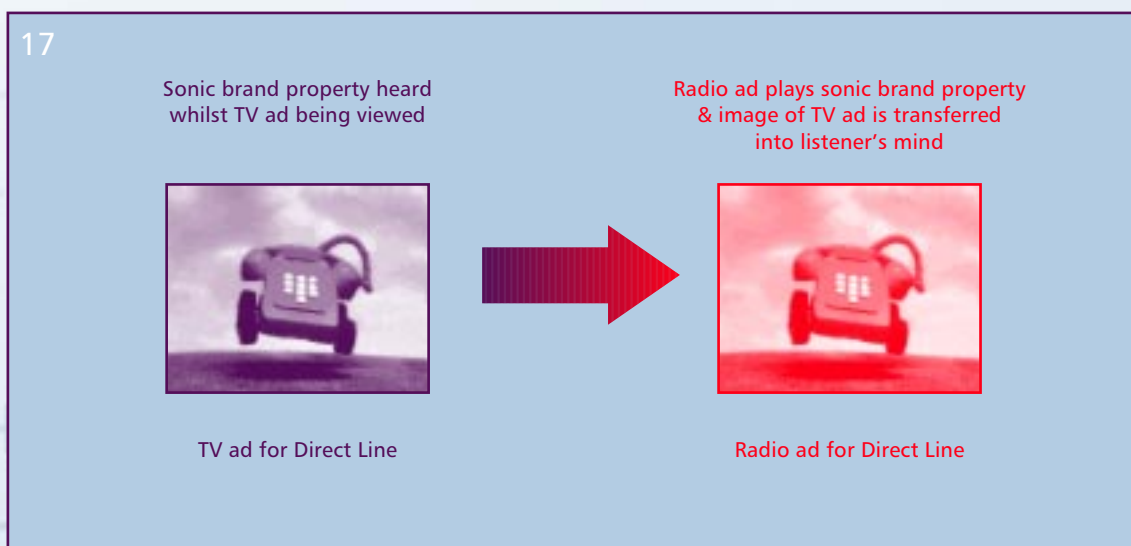 17
Sonic brand property heard
whilst TV ad being viewed
Radio ad plays sonic brand property
& image of TV ad is transferred
into listener's mind
TV ad for Direct Line
Radio ad for Direct Line